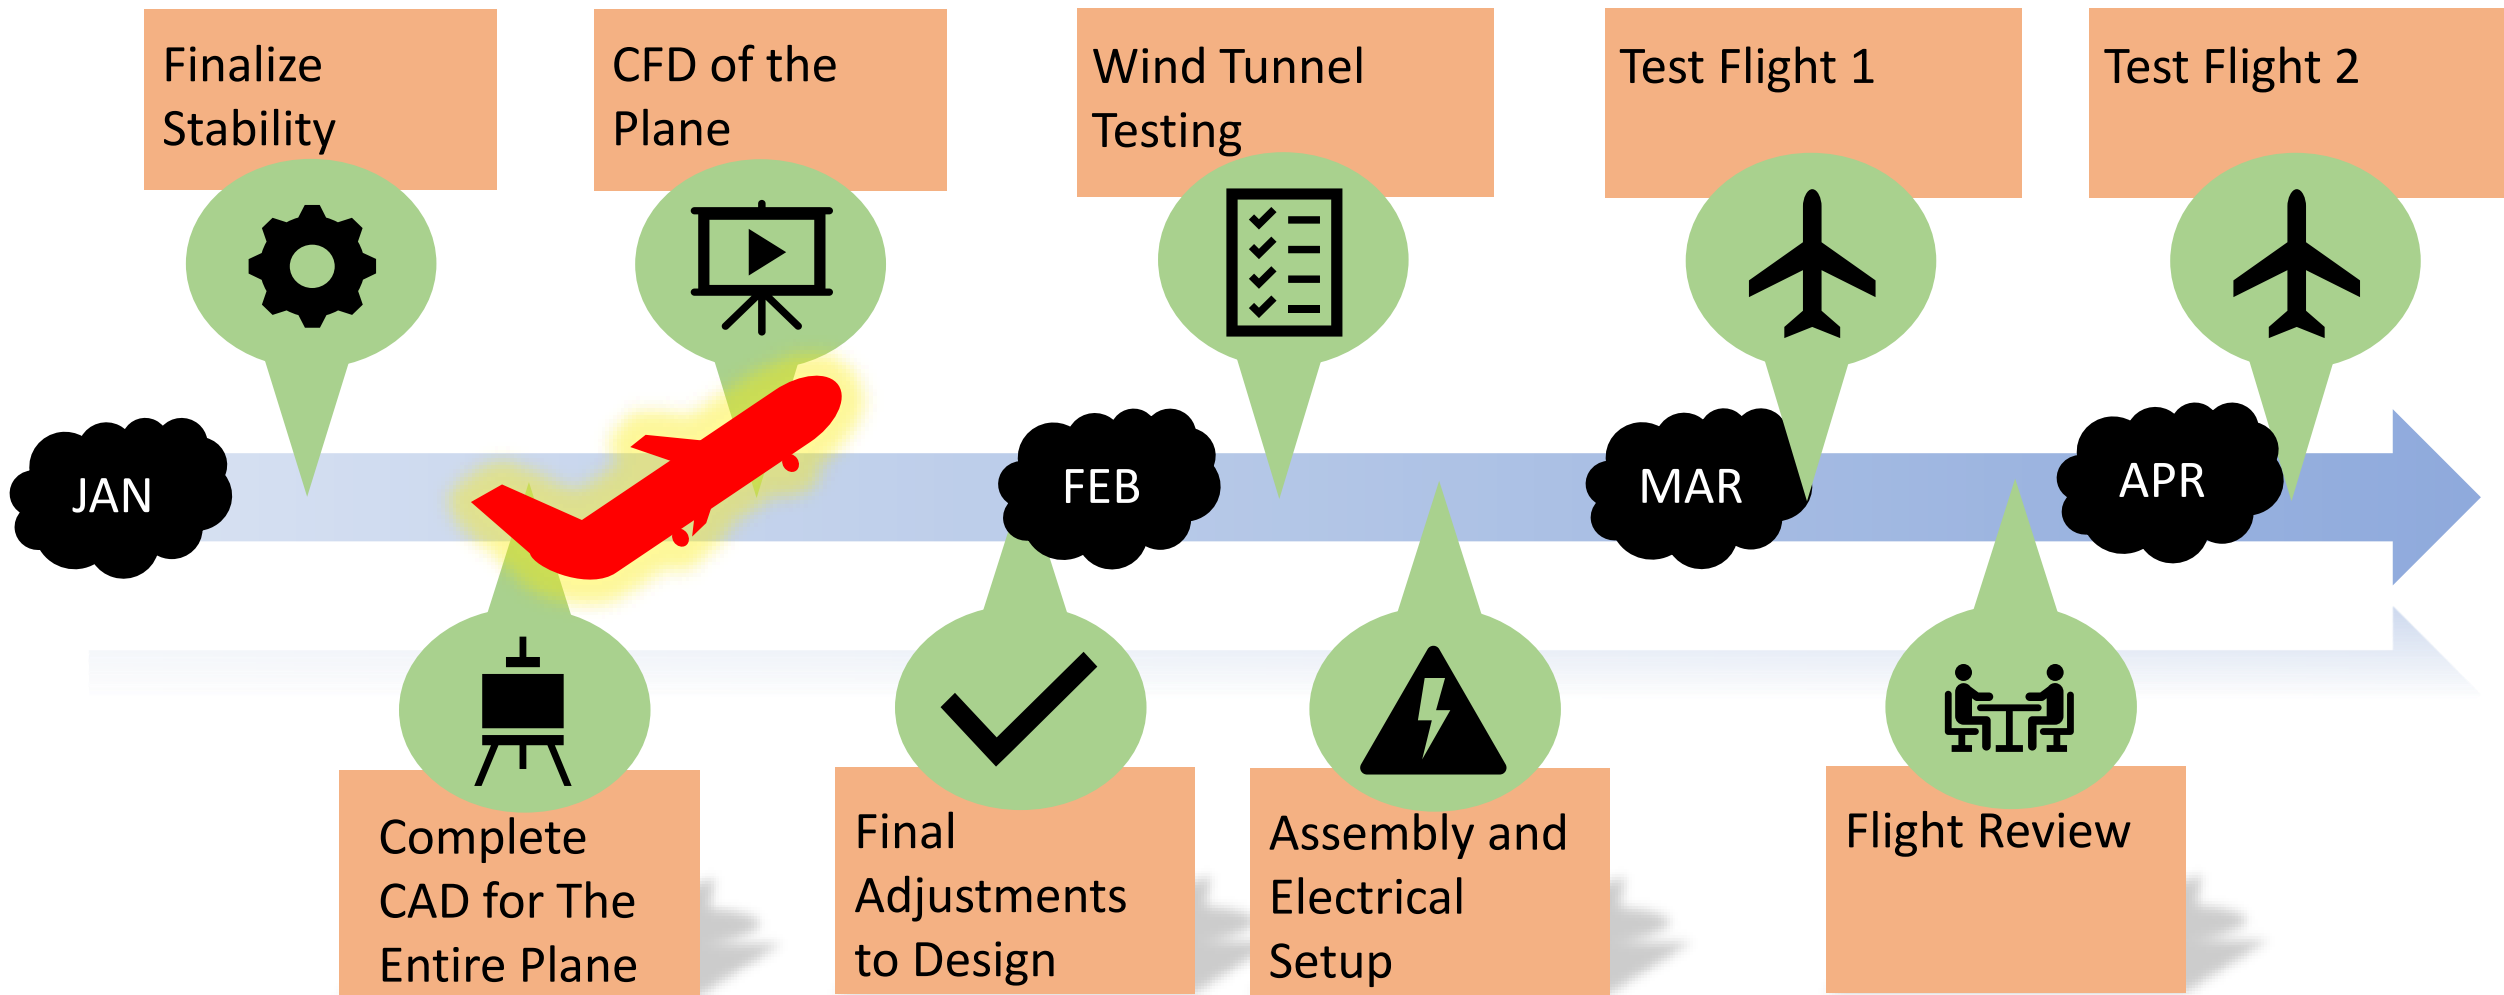 Finalize
Stability
CFD of the
Plane
Wind Tunnel
Testing
Test Flight 1
Test Flight 2
JAN
FEB
MAR
APR
Complete
CAD for The
Entire Plane
Final
Adjustments
to Design
Assembly and
Electrical
Setup
Flight Review